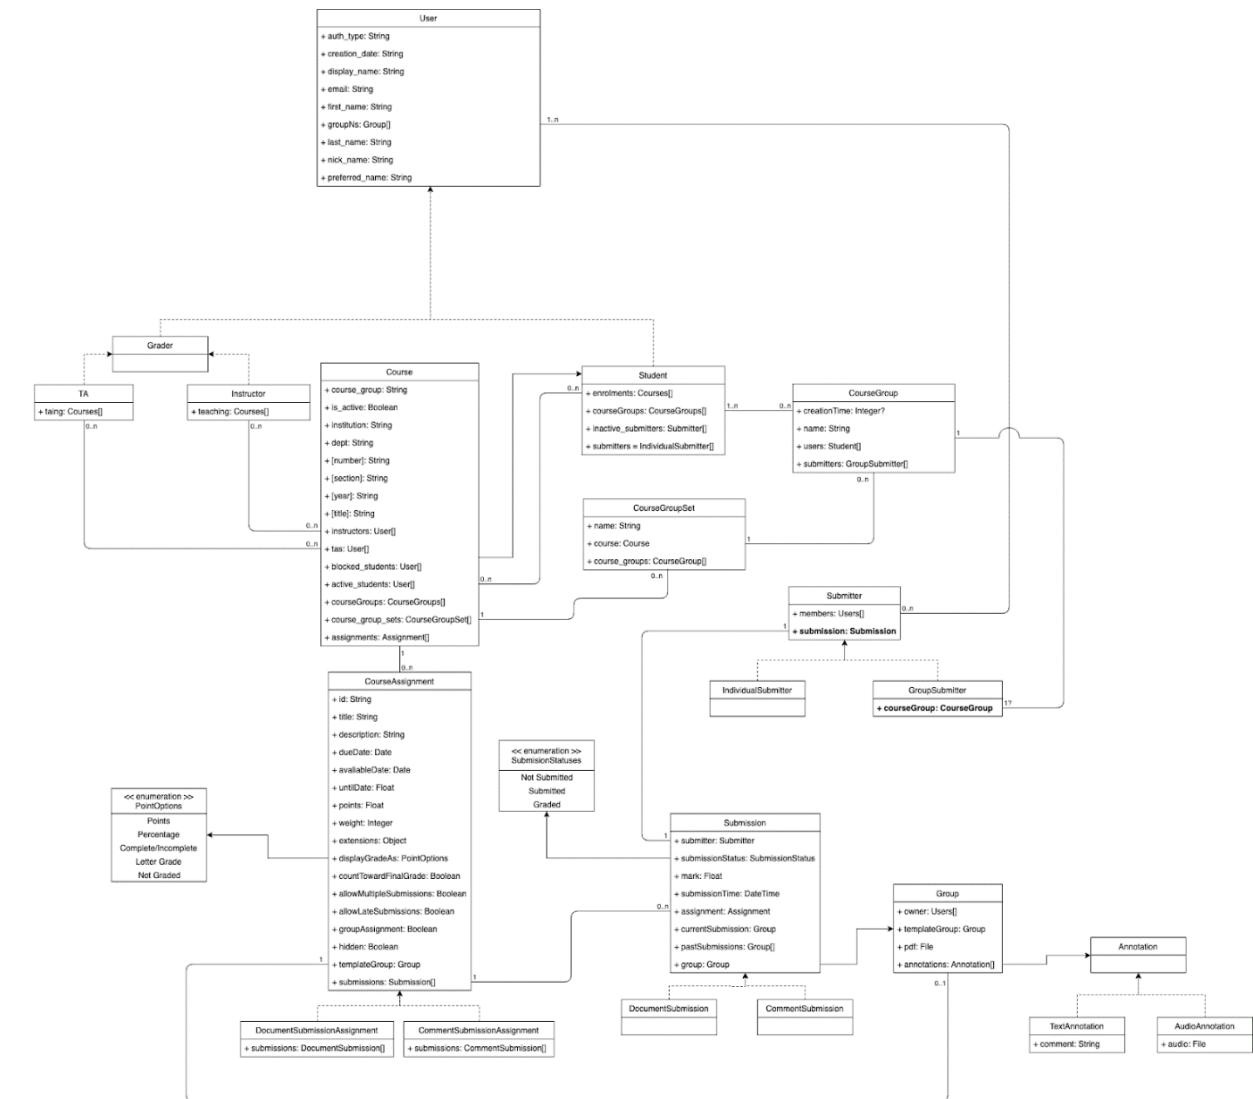 User
+ auth_type: String
+ creation_date: String
+ display_name: String
+ email: String
+ first_name: String
+ groupNs: Group[]
+ last_name: String
+ nick_name: String
+ preferred_name: String
1..n
Grader
TA
+ taing: Courses[]
0..n
Instructor
+ teaching: Courses[]
0..n
Course
+ course_group: String
+ is_active: Boolean
+ institution: String
+ dept: String
+ [number]: String
+ [section]: String
+ [year]: String
+ [title]: String
+ instructors: User[]
+ tas: User[]
+ blocked_students: User[]
+ active_students: User[]
+ courseGroups: CourseGroups[]
+ course_group_sets: CourseGroupSet[]
+ assignments: Assignment[]
0..n
0..n
0..n
1
1
0..n
Student
+ enrolments: Courses[]
+ courseGroups: CourseGroups[]
+ inactive_submitters: Submitter[]
+ submitters = IndividualSubmitter[]
0..n
1..n
0..n
CourseGroup
+ creationTime: Integer?
+ name: String
+ users: Student[]
+ submitters: GroupSubmitter[]
1
0..n
CourseGroupSet
+ name: String
+ course: Course
+ course_groups: CourseGroup[]
1
0..n
Submitter
+ members: Users[]
+ submission: Submission
0..n
1
IndividualSubmitter
GroupSubmitter
+ courseGroup: CourseGroup
1?
CourseAssignment
+ id: String
+ title: String
+ description: String
+ dueDate: Date
+ avaliableDate: Date
+ untilDate: Float
+ points: Float
+ weight: Integer
+ extensions: Object
+ displayGradeAs: PointOptions
+ countTowardFinalGrade: Boolean
+ allowMultipleSubmissions: Boolean
+ allowLateSubmissions: Boolean
+ groupAssignment: Boolean
+ hidden: Boolean
+ templateGroup: Group
+ submissions: Submission[]
1
1
<< enumeration >>
PointOptions
Points
Percentage
Complete/Incomplete
Letter Grade
Not Graded
<< enumeration >>
SubmisionStatuses
Not Submitted
Submitted
Graded
Submission
+ submitter: Submitter
+ submissionStatus: SubmissionStatus
+ mark: Float
+ submissionTime: DateTime
+ assignment: Assignment
+ currentSubmission: Group
+ pastSubmissions: Group[]
+ group: Group
1
0..n
Group
+ owner: Users[]
+ templateGroup: Group
+ pdf: File
+ annotations: Annotation[]
0..1
Annotation
DocumentSubmissionAssignment
+ submissions: DocumentSubmission[]
CommentSubmissionAssignment
+ submissions: CommentSubmission[]
DocumentSubmission
CommentSubmission
TextAnnotation
+ comment: String
AudioAnnotation
+ audio: File